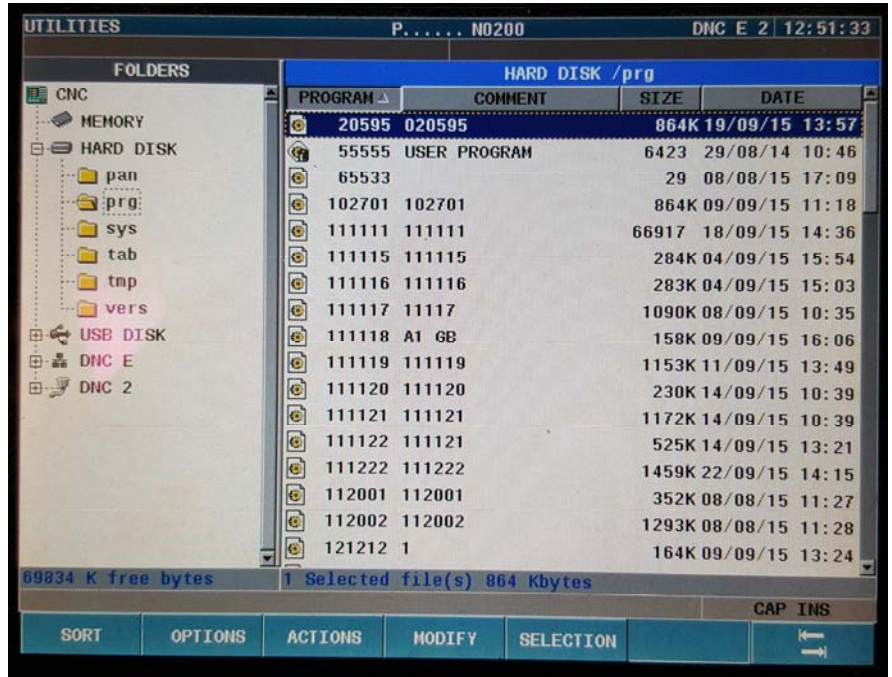 UTILITIES P...... N0200 DNC E 2 12:51:33
FOLDERS
CNC
MEMORY
HARD DISK
pan
prg
sys
tab
tmp
vers
USB DISK
DNC E
DNC 2
69834 K free bytes
HARD DISK /prg
PROGRAM COMMENT SIZE DATE
20595 020595 864K 19/09/15 13:57
55555 USER PROGRAM 6423 29/08/14 10:46
65533 29 08/08/15 17:09
102701 102701 864K 09/09/15 11:18
111111 111111 66917 18/09/15 14:36
111115 111115 284K 04/09/15 15:54
111116 111116 283K 04/09/15 15:03
111117 11117 1090K 08/09/15 10:35
111118 A1 GB 158K 09/09/15 16:06
111119 111119 1153K 11/09/15 13:49
111120 111120 230K 14/09/15 10:39
111121 111121 1172K 14/09/15 10:39
111122 111121 525K 14/09/15 13:21
111222 111222 1459K 22/09/15 14:15
112001 112001 352K 08/08/15 11:27
112002 112002 1293K 08/08/15 11:28
121212 1 164K 09/09/15 13:24
1 Selected file(s) 864 Kbytes
CAP INS
SORT OPTIONS ACTIONS MODIFY SELECTION